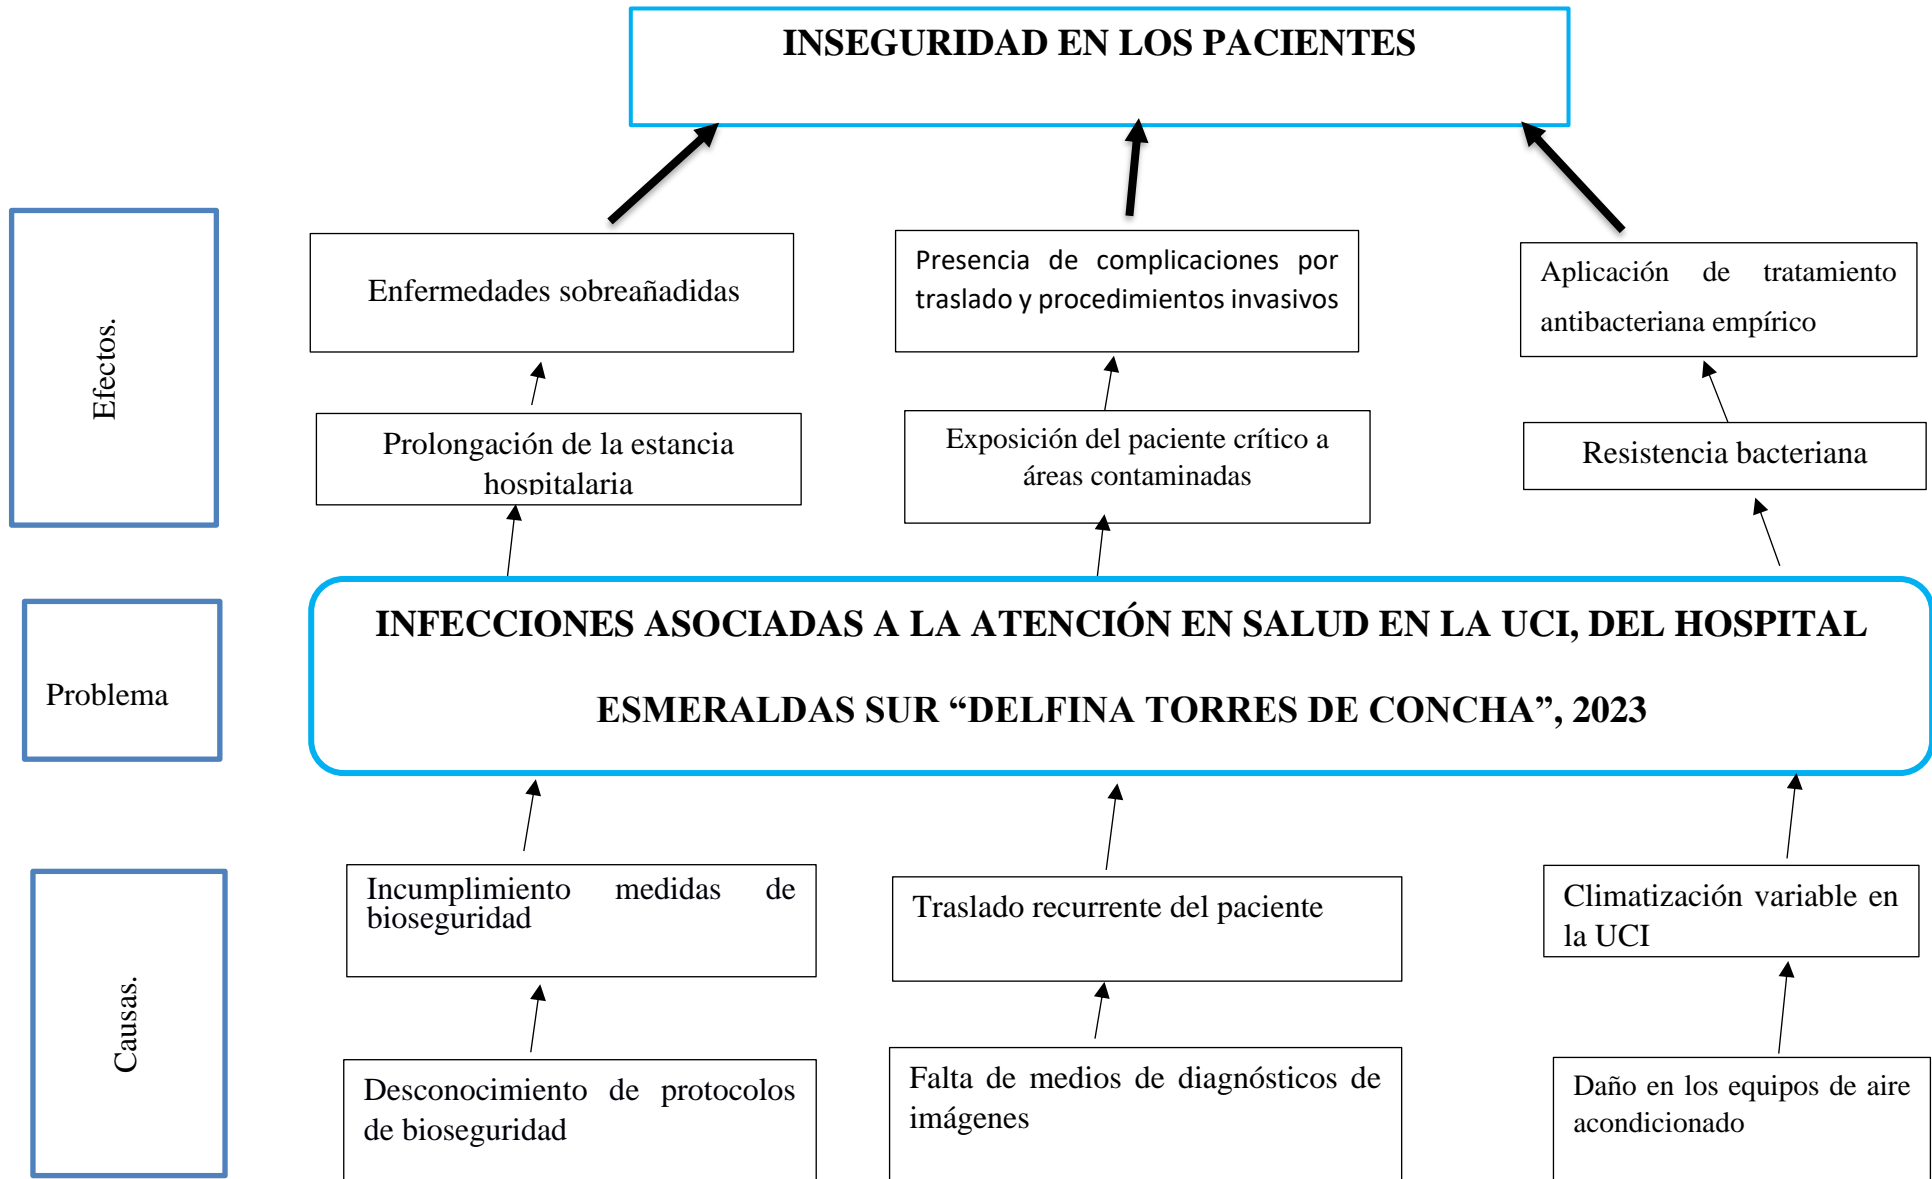 INSEGURIDAD EN LOS PACIENTES
Efectos.
Enfermedades sobreañadidas
Presencia de complicaciones por
traslado y procedimientos invasivos
Aplicación de tratamiento
antibacteriana empírico
Prolongación de la estancia
hospitalaria
Exposición del paciente crítico a
áreas contaminadas
Resistencia bacteriana
Problema
INFECCIONES ASOCIADAS A LA ATENCIÓN EN SALUD EN LA UCI, DEL HOSPITAL
ESMERALDAS SUR “DELFINA TORRES DE CONCHA”, 2023
Causas.
Incumplimiento medidas de
bioseguridad
Traslado recurrente del paciente
Climatización variable en
la UCI
Desconocimiento de protocolos
de bioseguridad
Falta de medios de diagnósticos de
imágenes
Daño en los equipos de aire
acondicionado